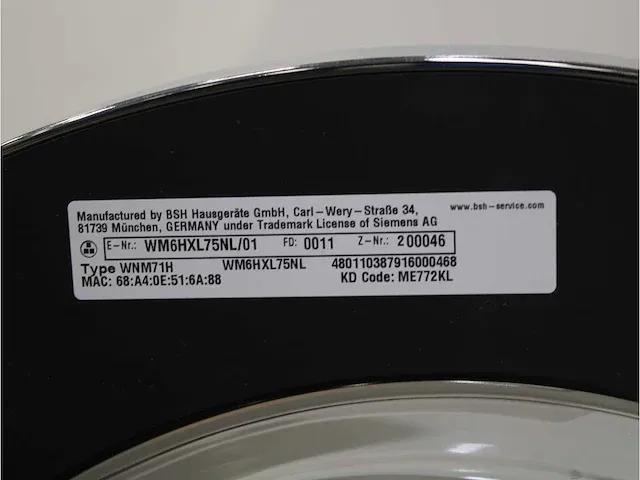 Manufactured by BSH Hausgeräte GmbH, Carl-Wery-Straße 34, www.bsh-service.com
81739 München, GERMANY under Trademark License of Siemens AG
E-Nr.: WM6HXL75NL/01 FD: 0011 Z-Nr.: 200046
Type WNM71H WM6HXL75NL 480110387916000468
MAC: 68:A4:0E:51:6A:88 KD Code: ME772KL